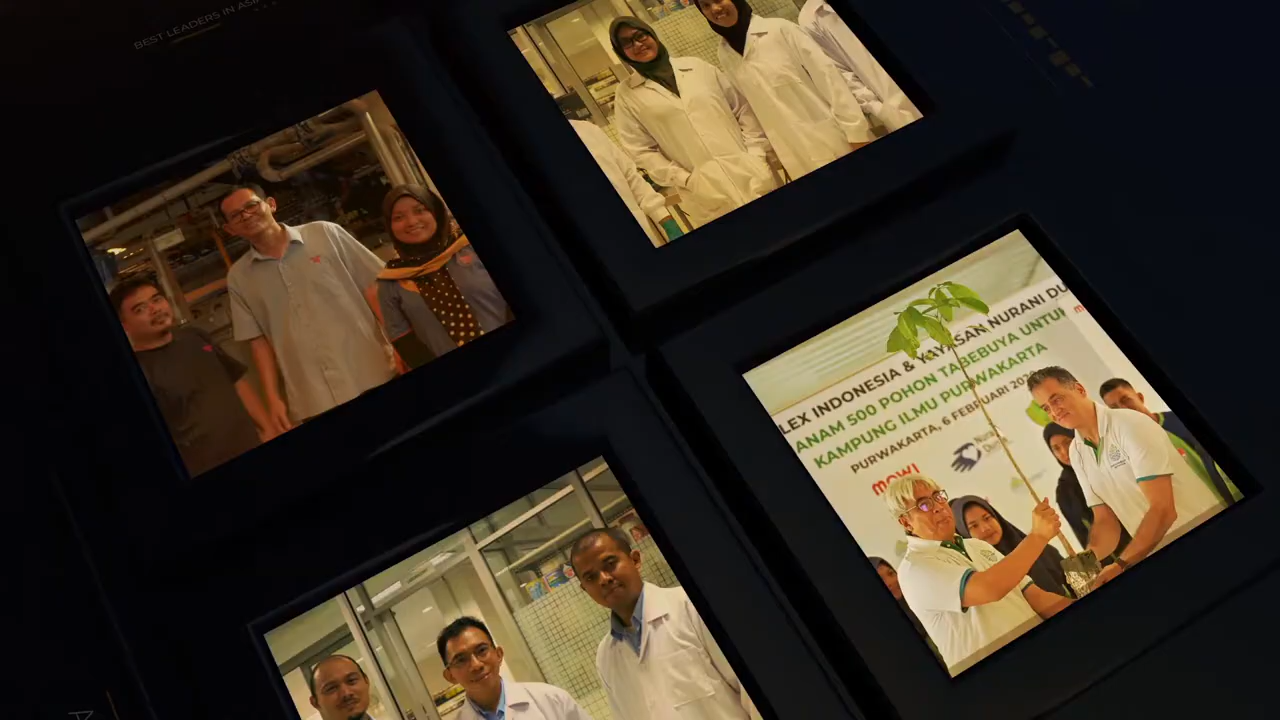 BEST LEADERS IN ASIA
LEX INDONESIA & YAYASAN NURANI DU
ANAM 500 POHON TABEBUYA UNTUK
KAMPUNG ILMU PURWAKARTA
PURWAKARTA, 6 FEBRUARI
mowi